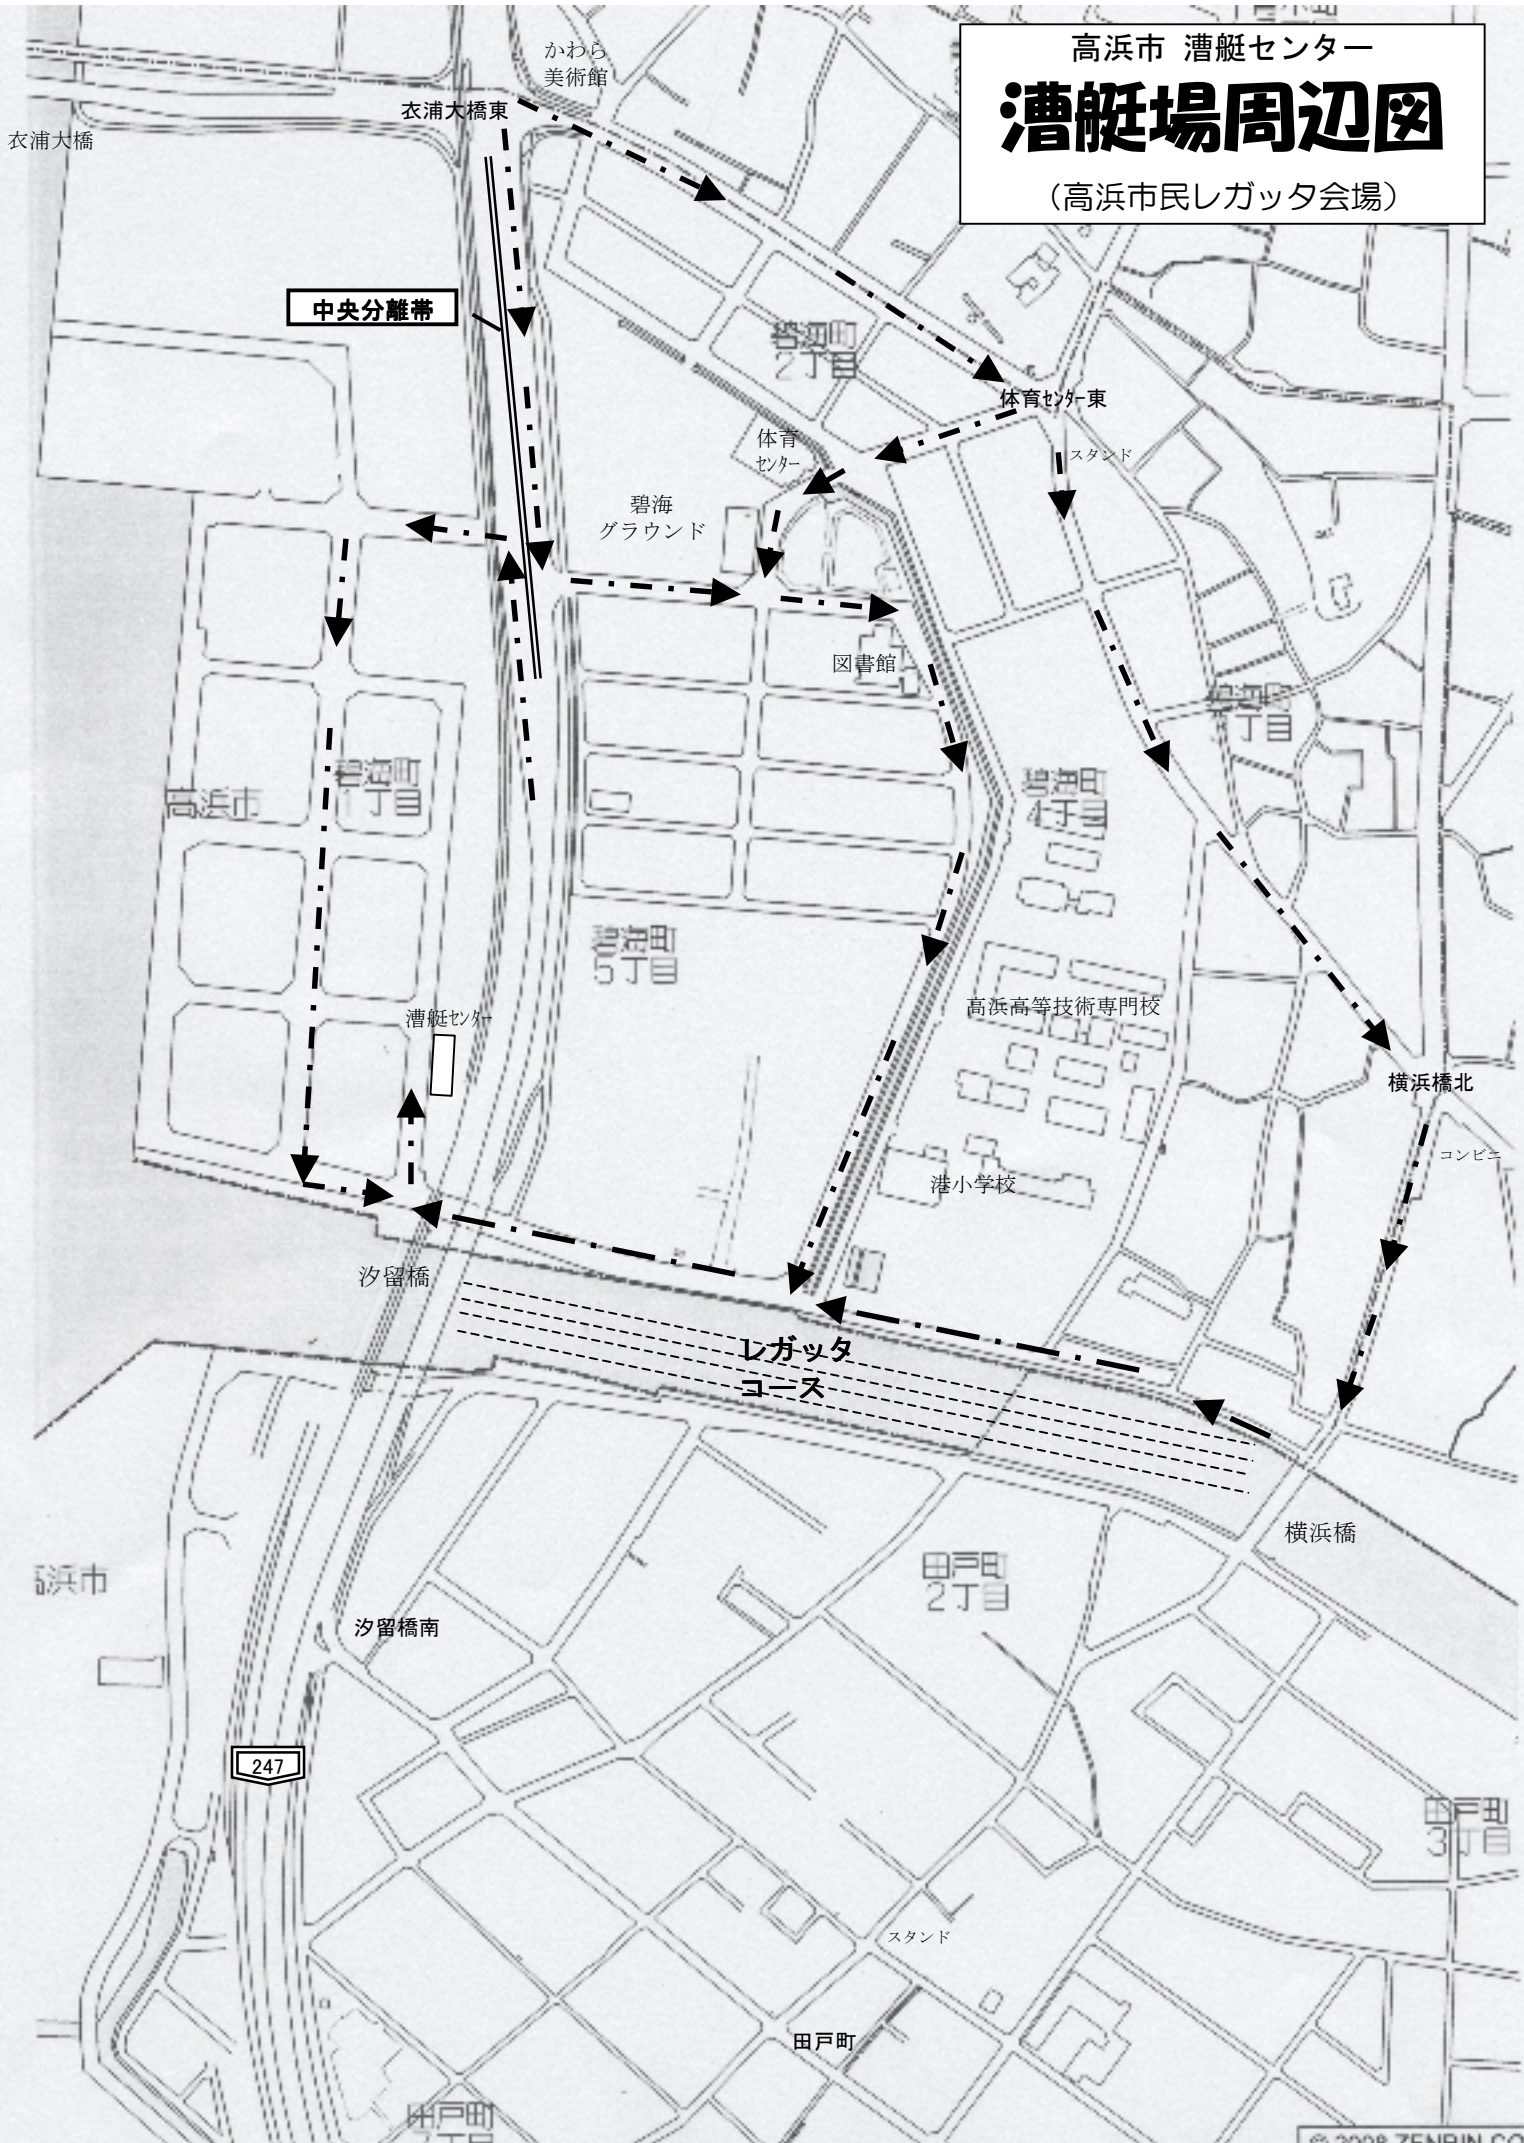 高浜市 漕艇センター
漕艇場周辺図
（高浜市民レガッタ会場）
かわら
美術館
衣浦大橋東
衣浦大橋
中央分離帯
碧海町
2丁目
体育センター東
体育
センター
スタンド
碧海
グラウンド
図書館
碧海町
丁目
碧海町
1丁目
高浜市
碧海町
4丁目
碧海町
5丁目
高浜高等技術専門校
漕艇センター
横浜橋北
コンビニ
港小学校
汐留橋
レガッタ
コース
横浜橋
田戸町
2丁目
浜市
汐留橋南
247
田戸町
3丁目
スタンド
田戸町
田戸町